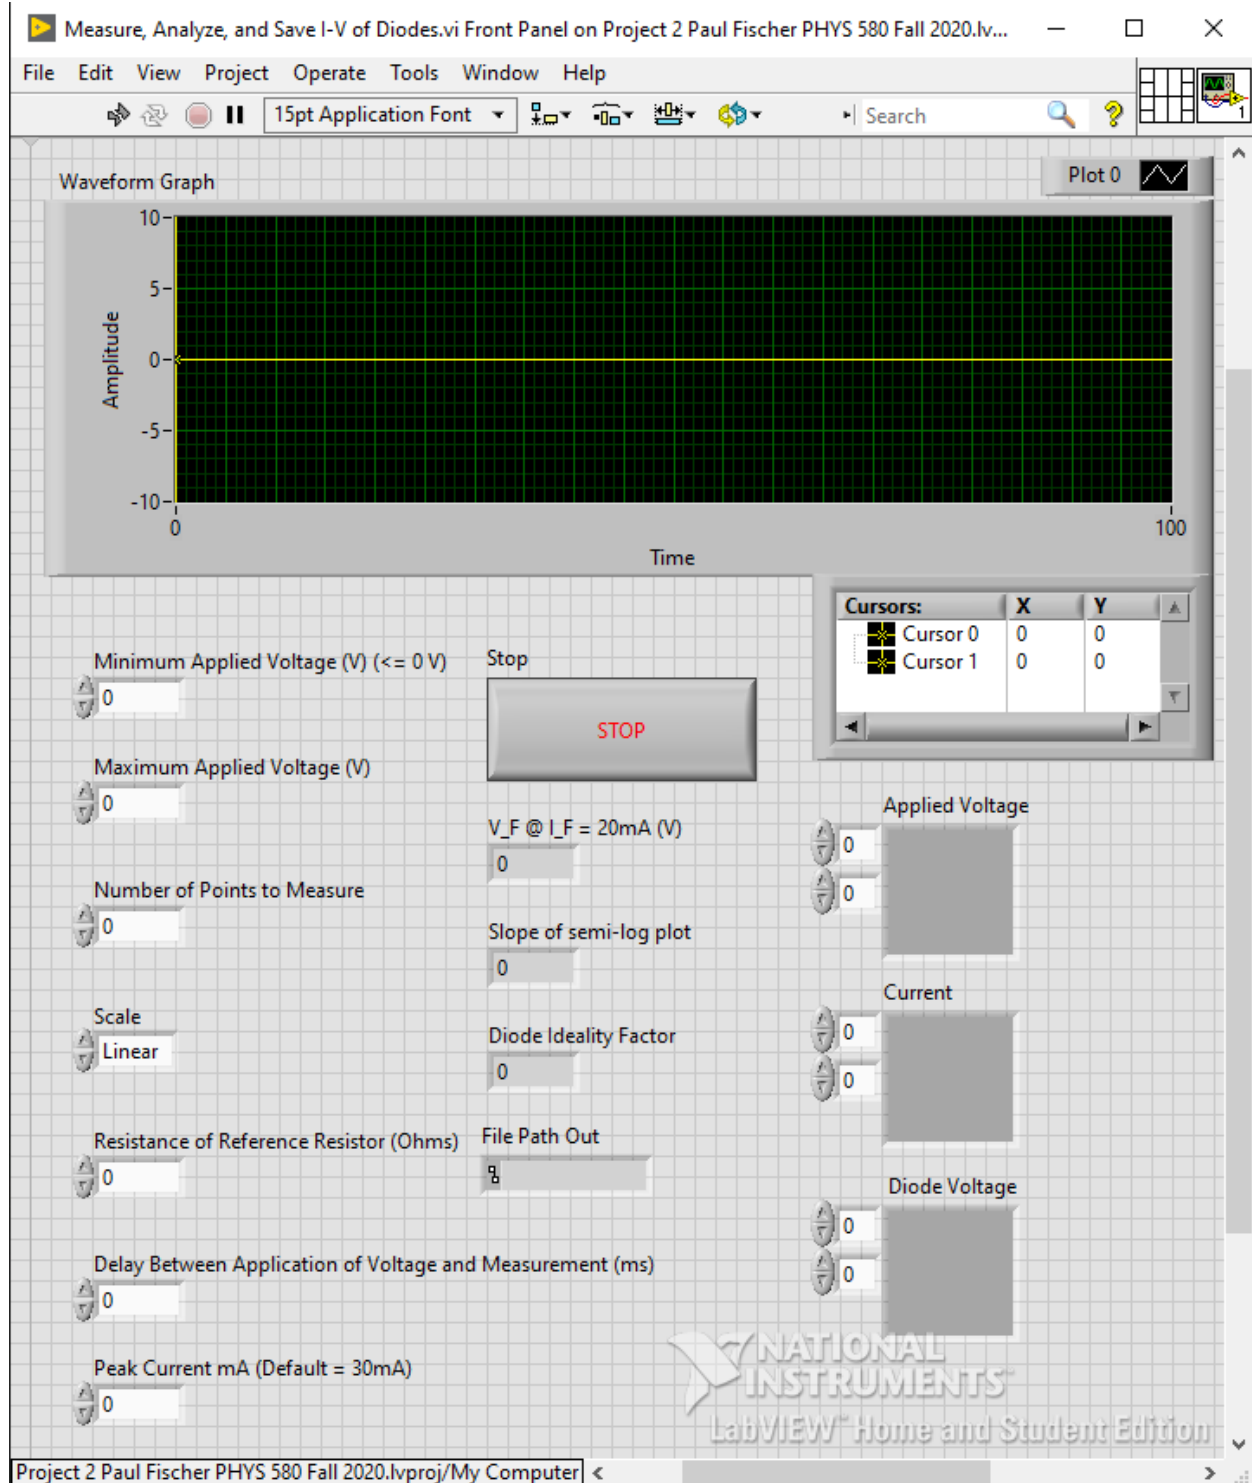 Measure, Analyze, and Save I-V of Diodes.vi Front Panel on Project 2 Paul Fischer PHYS 580 Fall 2020.lv...
File Edit View Project Operate Tools Window Help
15pt Application Font
Search
1
Waveform Graph
Plot 0
Amplitude
10
5
0
-5
-10
0
100
Time
Cursors: X Y
Cursor 0 0 0
Cursor 1 0 0
Minimum Applied Voltage (V) (<= 0 V)
0
Maximum Applied Voltage (V)
0
Number of Points to Measure
0
Scale
Linear
Resistance of Reference Resistor (Ohms)
0
Delay Between Application of Voltage and Measurement (ms)
0
Peak Current mA (Default = 30mA)
0
Stop
STOP
V_F @ I_F = 20mA (V)
0
Slope of semi-log plot
0
Diode Ideality Factor
0
File Path Out
Applied Voltage
0
0
Current
0
0
Diode Voltage
0
0
NATIONAL
INSTRUMENTS™
LabVIEW™ Home and Student Edition
Project 2 Paul Fischer PHYS 580 Fall 2020.lvproj/My Computer